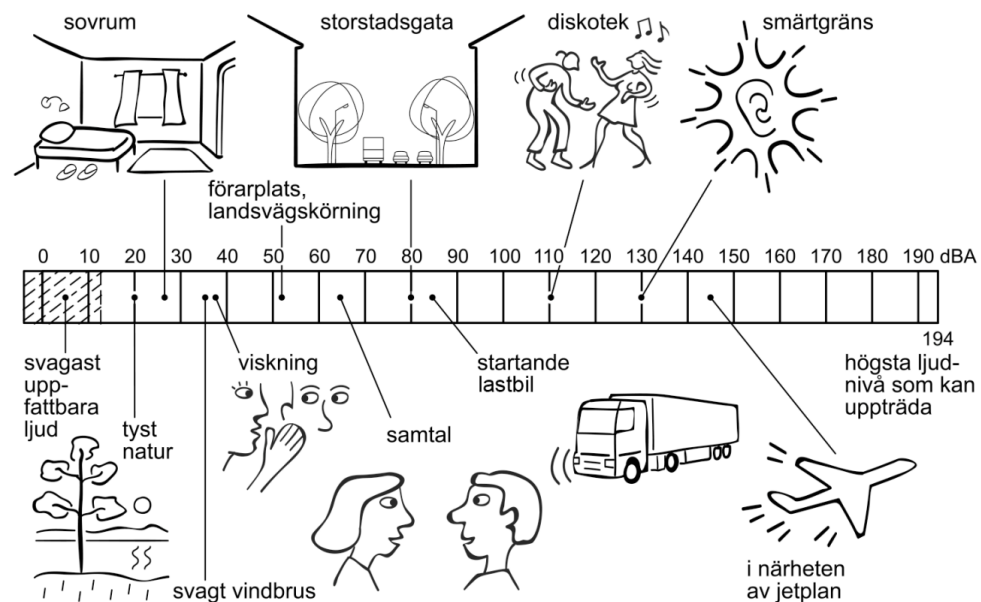 sovrum
storstadsgata
diskotek
smärtgräns
förarplats,
landsvägskörning
0 10 20 30 40 50 60 70 80 90 100 110 120 130 140 150 160 170 180 190 dBA
194
svagast
upp-
fattbara
ljud
tyst
natur
svagt vindbrus
viskning
samtal
startande
lastbil
högsta ljud-
nivå som kan
uppträda
i närheten
av jetplan